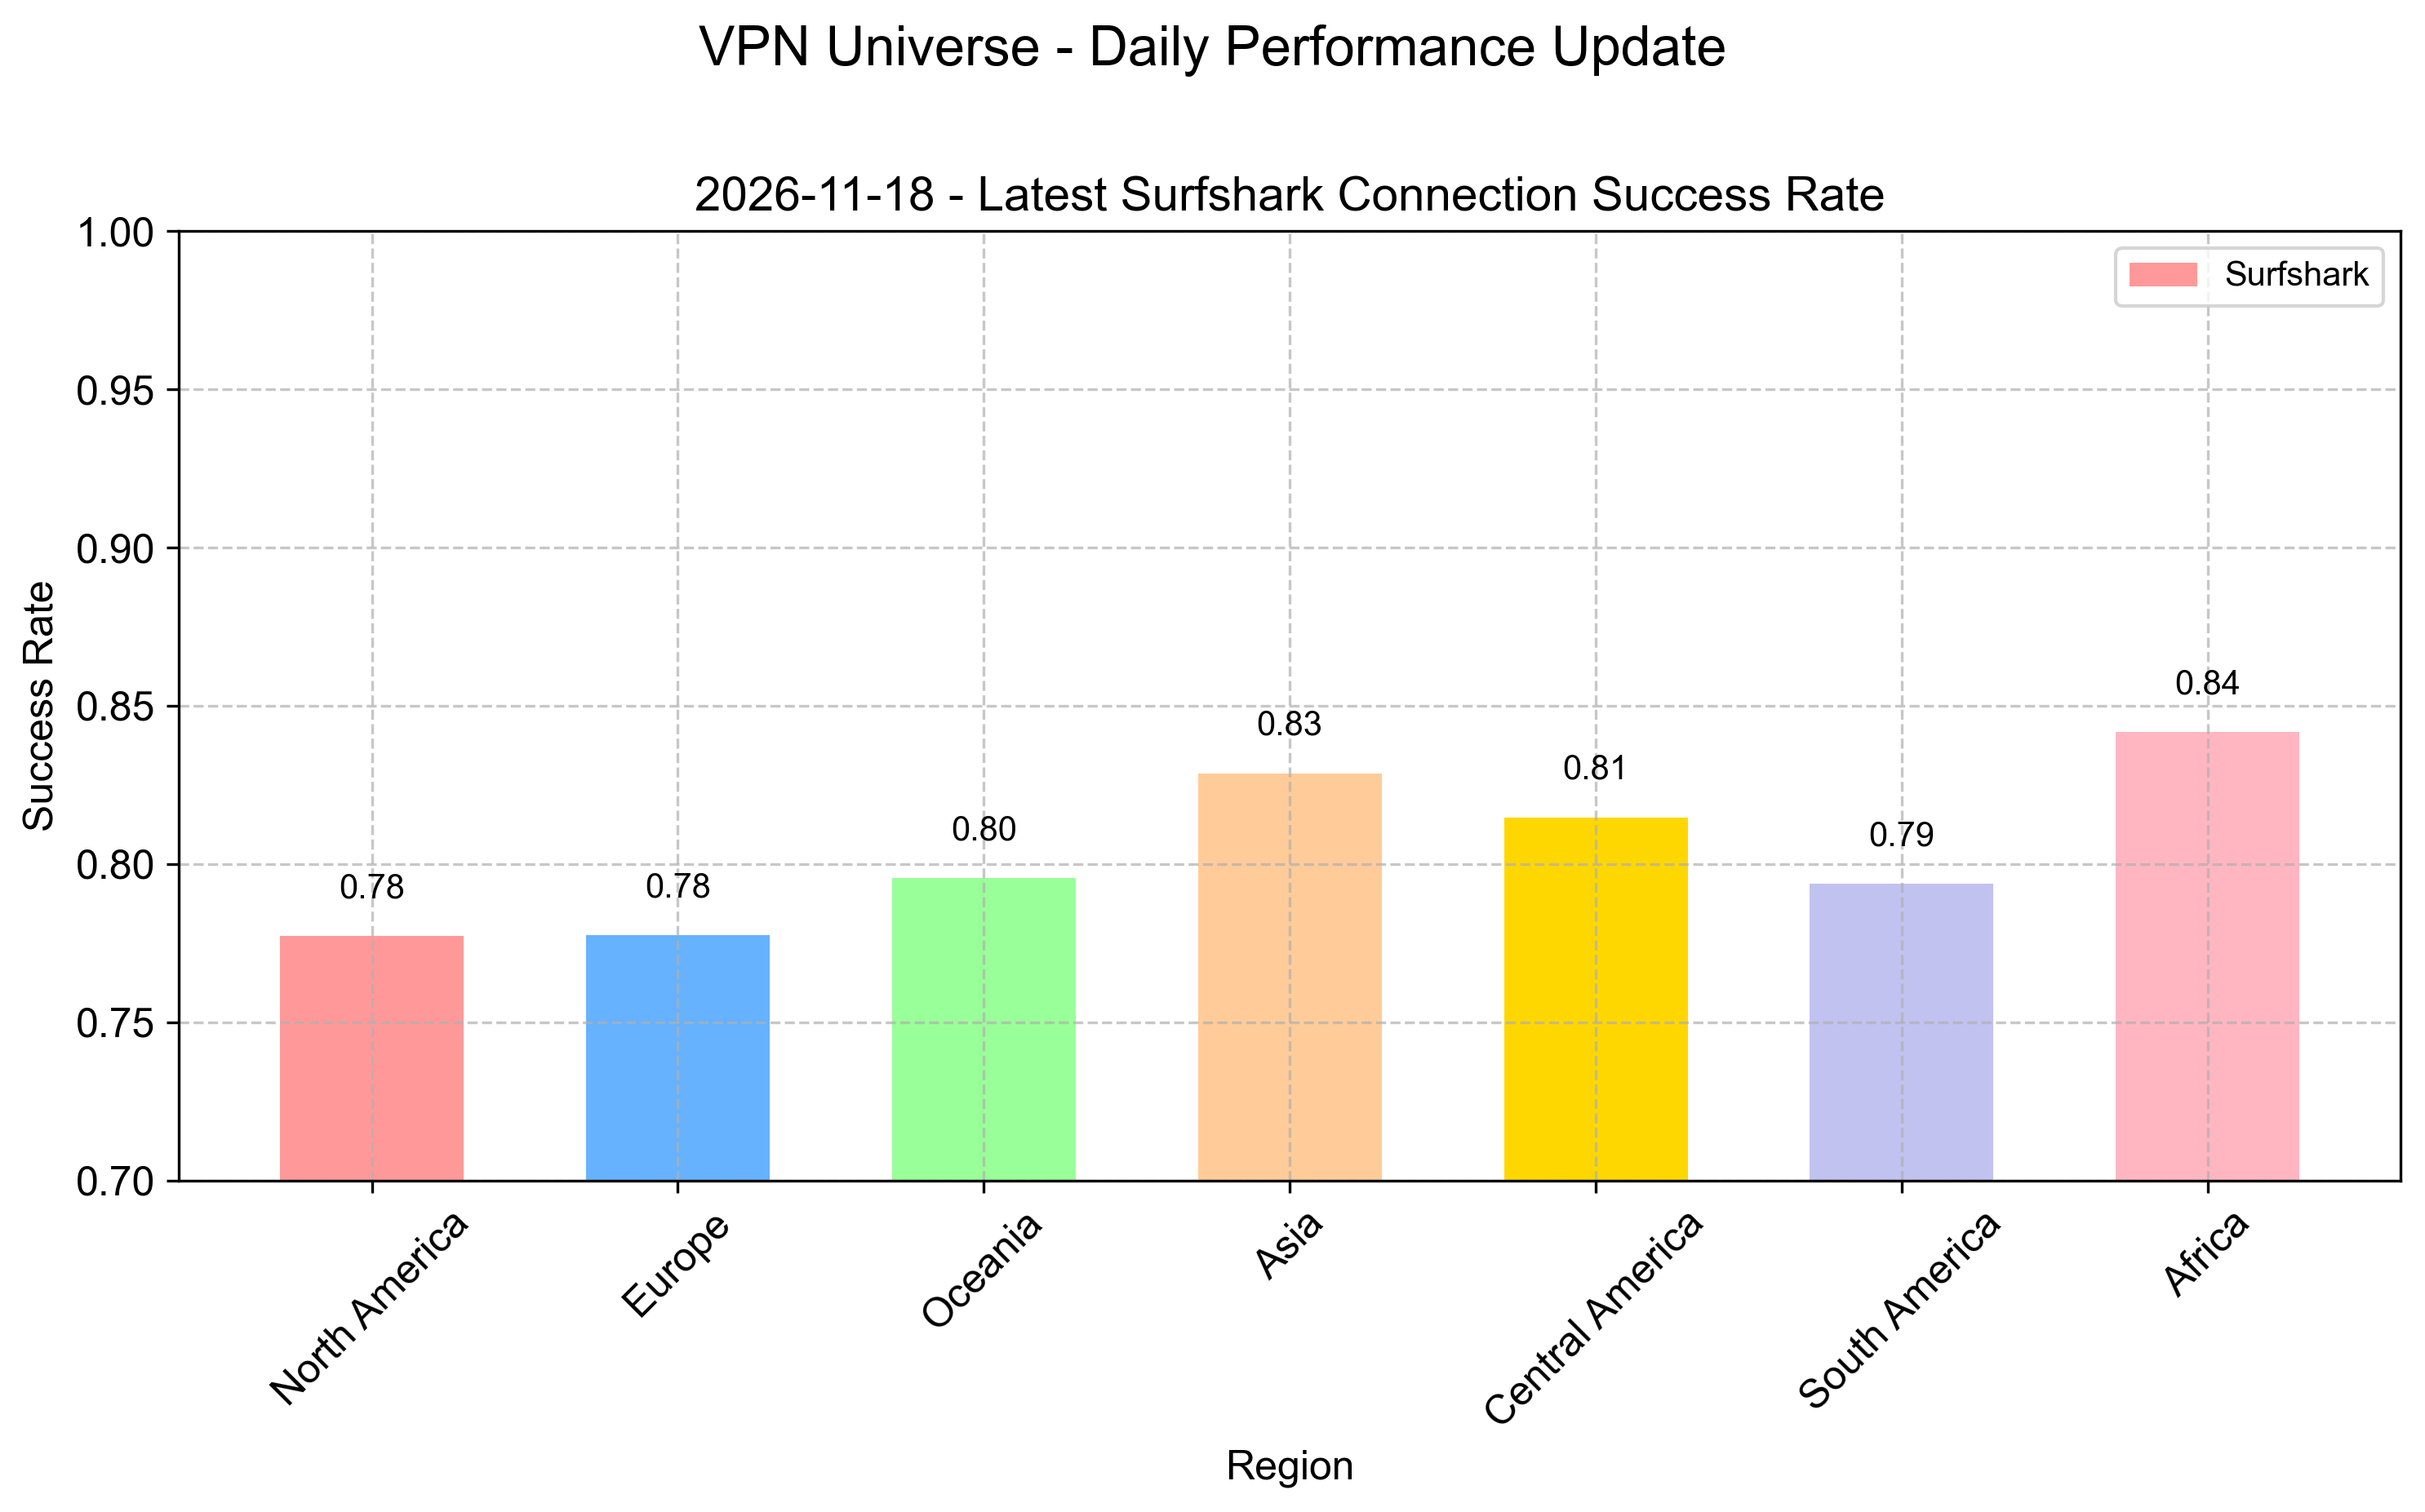 VPN Universe - Daily Performance Update
2026-11-18 - Latest Surfshark Connection Success Rate
Surfshark
Success Rate
1.00
0.95
0.90
0.85
0.80
0.75
0.70
0.78
0.78
0.80
0.83
0.81
0.79
0.84
North America
Europe
Oceania
Asia
Central America
South America
Africa
Region